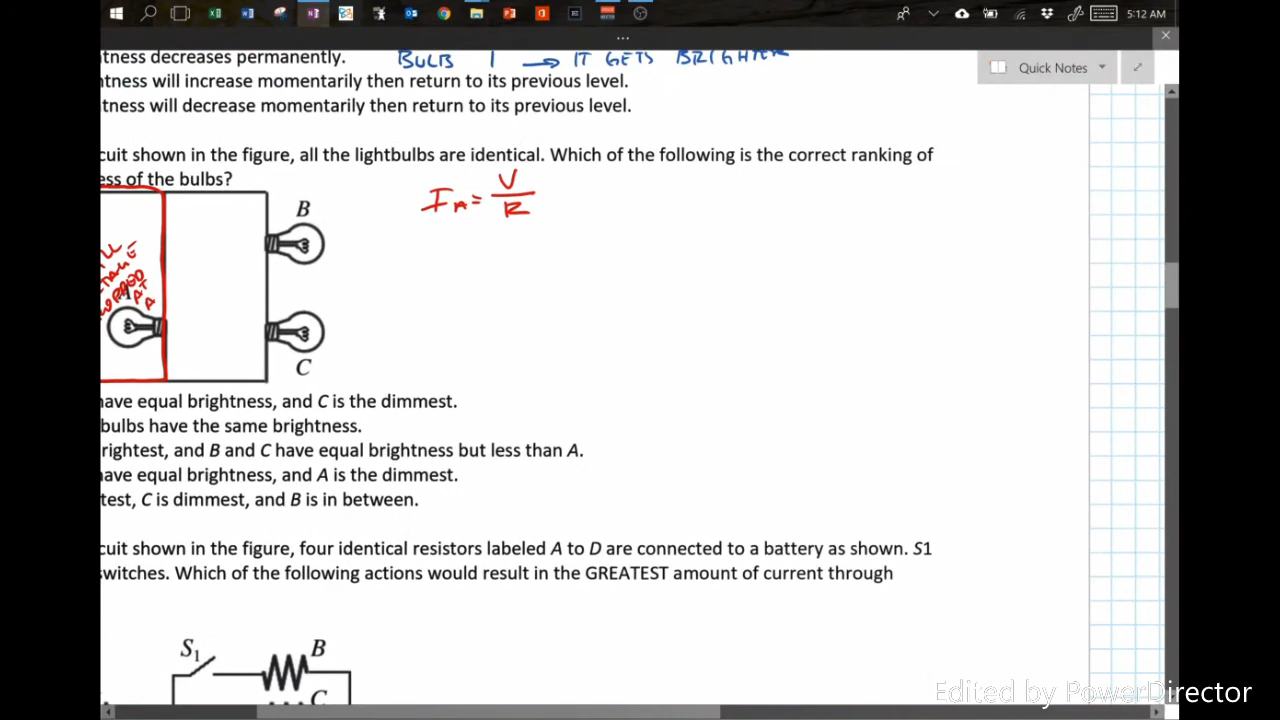 5:12 AM
...
Quick Notes
tness decreases permanently. BULB 1 → IT GETS BRIGHTER
tness will increase momentarily then return to its previous level.
tness will decrease momentarily then return to its previous level.
cuit shown in the figure, all the lightbulbs are identical. Which of the following is the correct ranking of
ess of the bulbs?
I_A = V/R
B
AT
A
C
have equal brightness, and C is the dimmest.
bulbs have the same brightness.
rightest, and B and C have equal brightness but less than A.
have equal brightness, and A is the dimmest.
test, C is dimmest, and B is in between.
cuit shown in the figure, four identical resistors labeled A to D are connected to a battery as shown. S1
switches. Which of the following actions would result in the GREATEST amount of current through
S1
B
C
Edited by PowerDirector